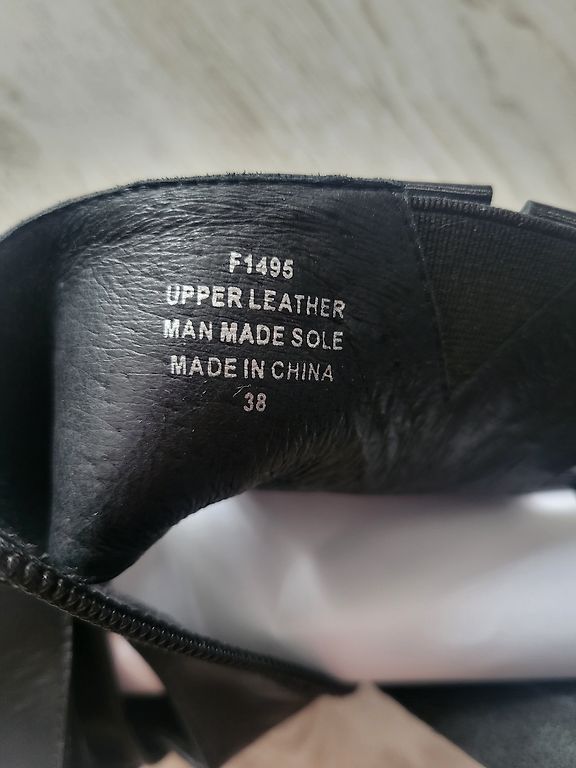 F1495
UPPER LEATHER
MAN MADE SOLE
MADE IN CHINA
38